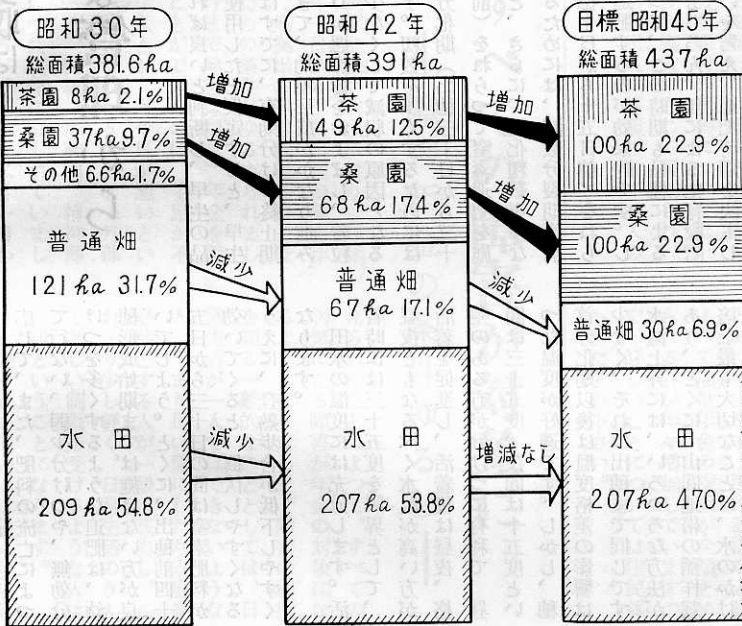 昭和30年
総面積381.6ha
茶園 8ha 2.1%
桑園 37ha 9.7%
その他 6.6ha 1.7%
普通畑
121ha 31.7%
水田
209ha 54.8%
増加
増加
減少
減少
昭和42年
総面積391ha
茶園
49ha 12.5%
桑園
68ha 17.4%
普通畑
67ha 17.1%
水田
207ha 53.8%
増加
増加
減少
増減なし
目標 昭和45年
総面積437ha
茶園
100ha 22.9%
桑園
100ha 22.9%
普通畑 30ha 6.9%
水田
207ha 47.0%